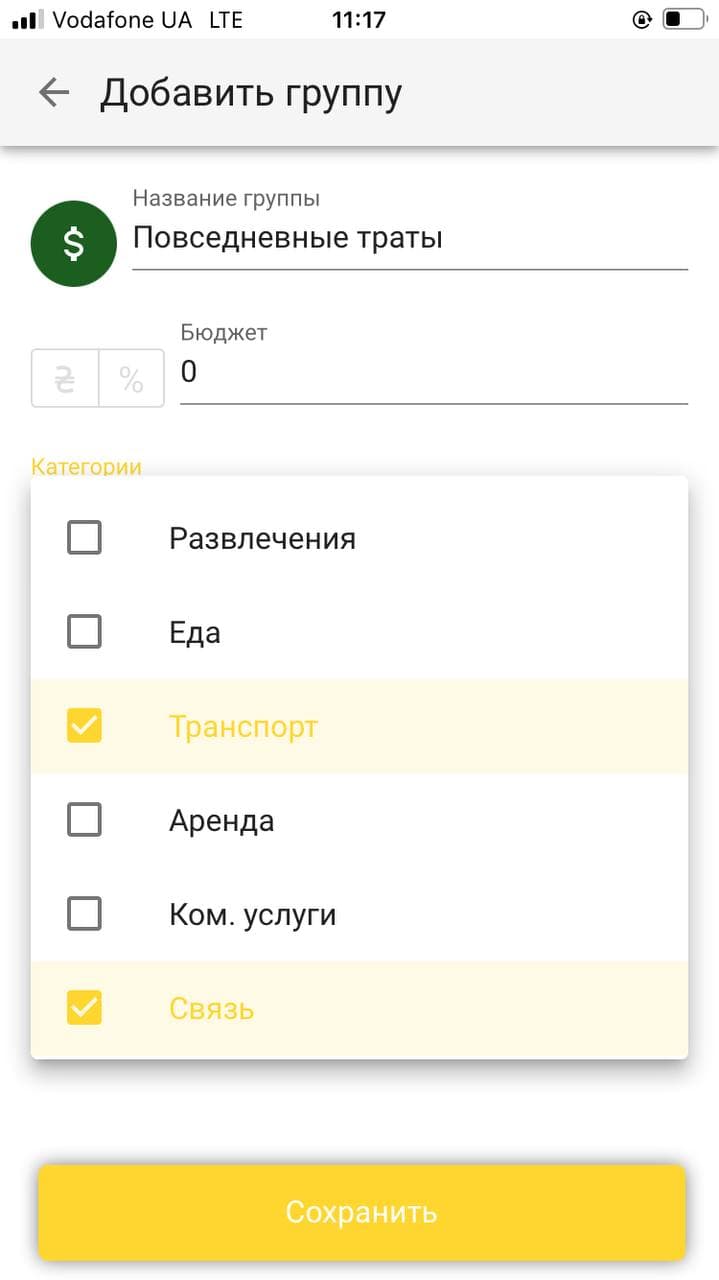 Vodafone UA LTE 11:17
Добавить группу
Название группы
$ Повседневные траты
Бюджет
₴ % 0
Категории
Развлечения
Еда
Транспорт
Аренда
Ком. услуги
Связь
Сохранить